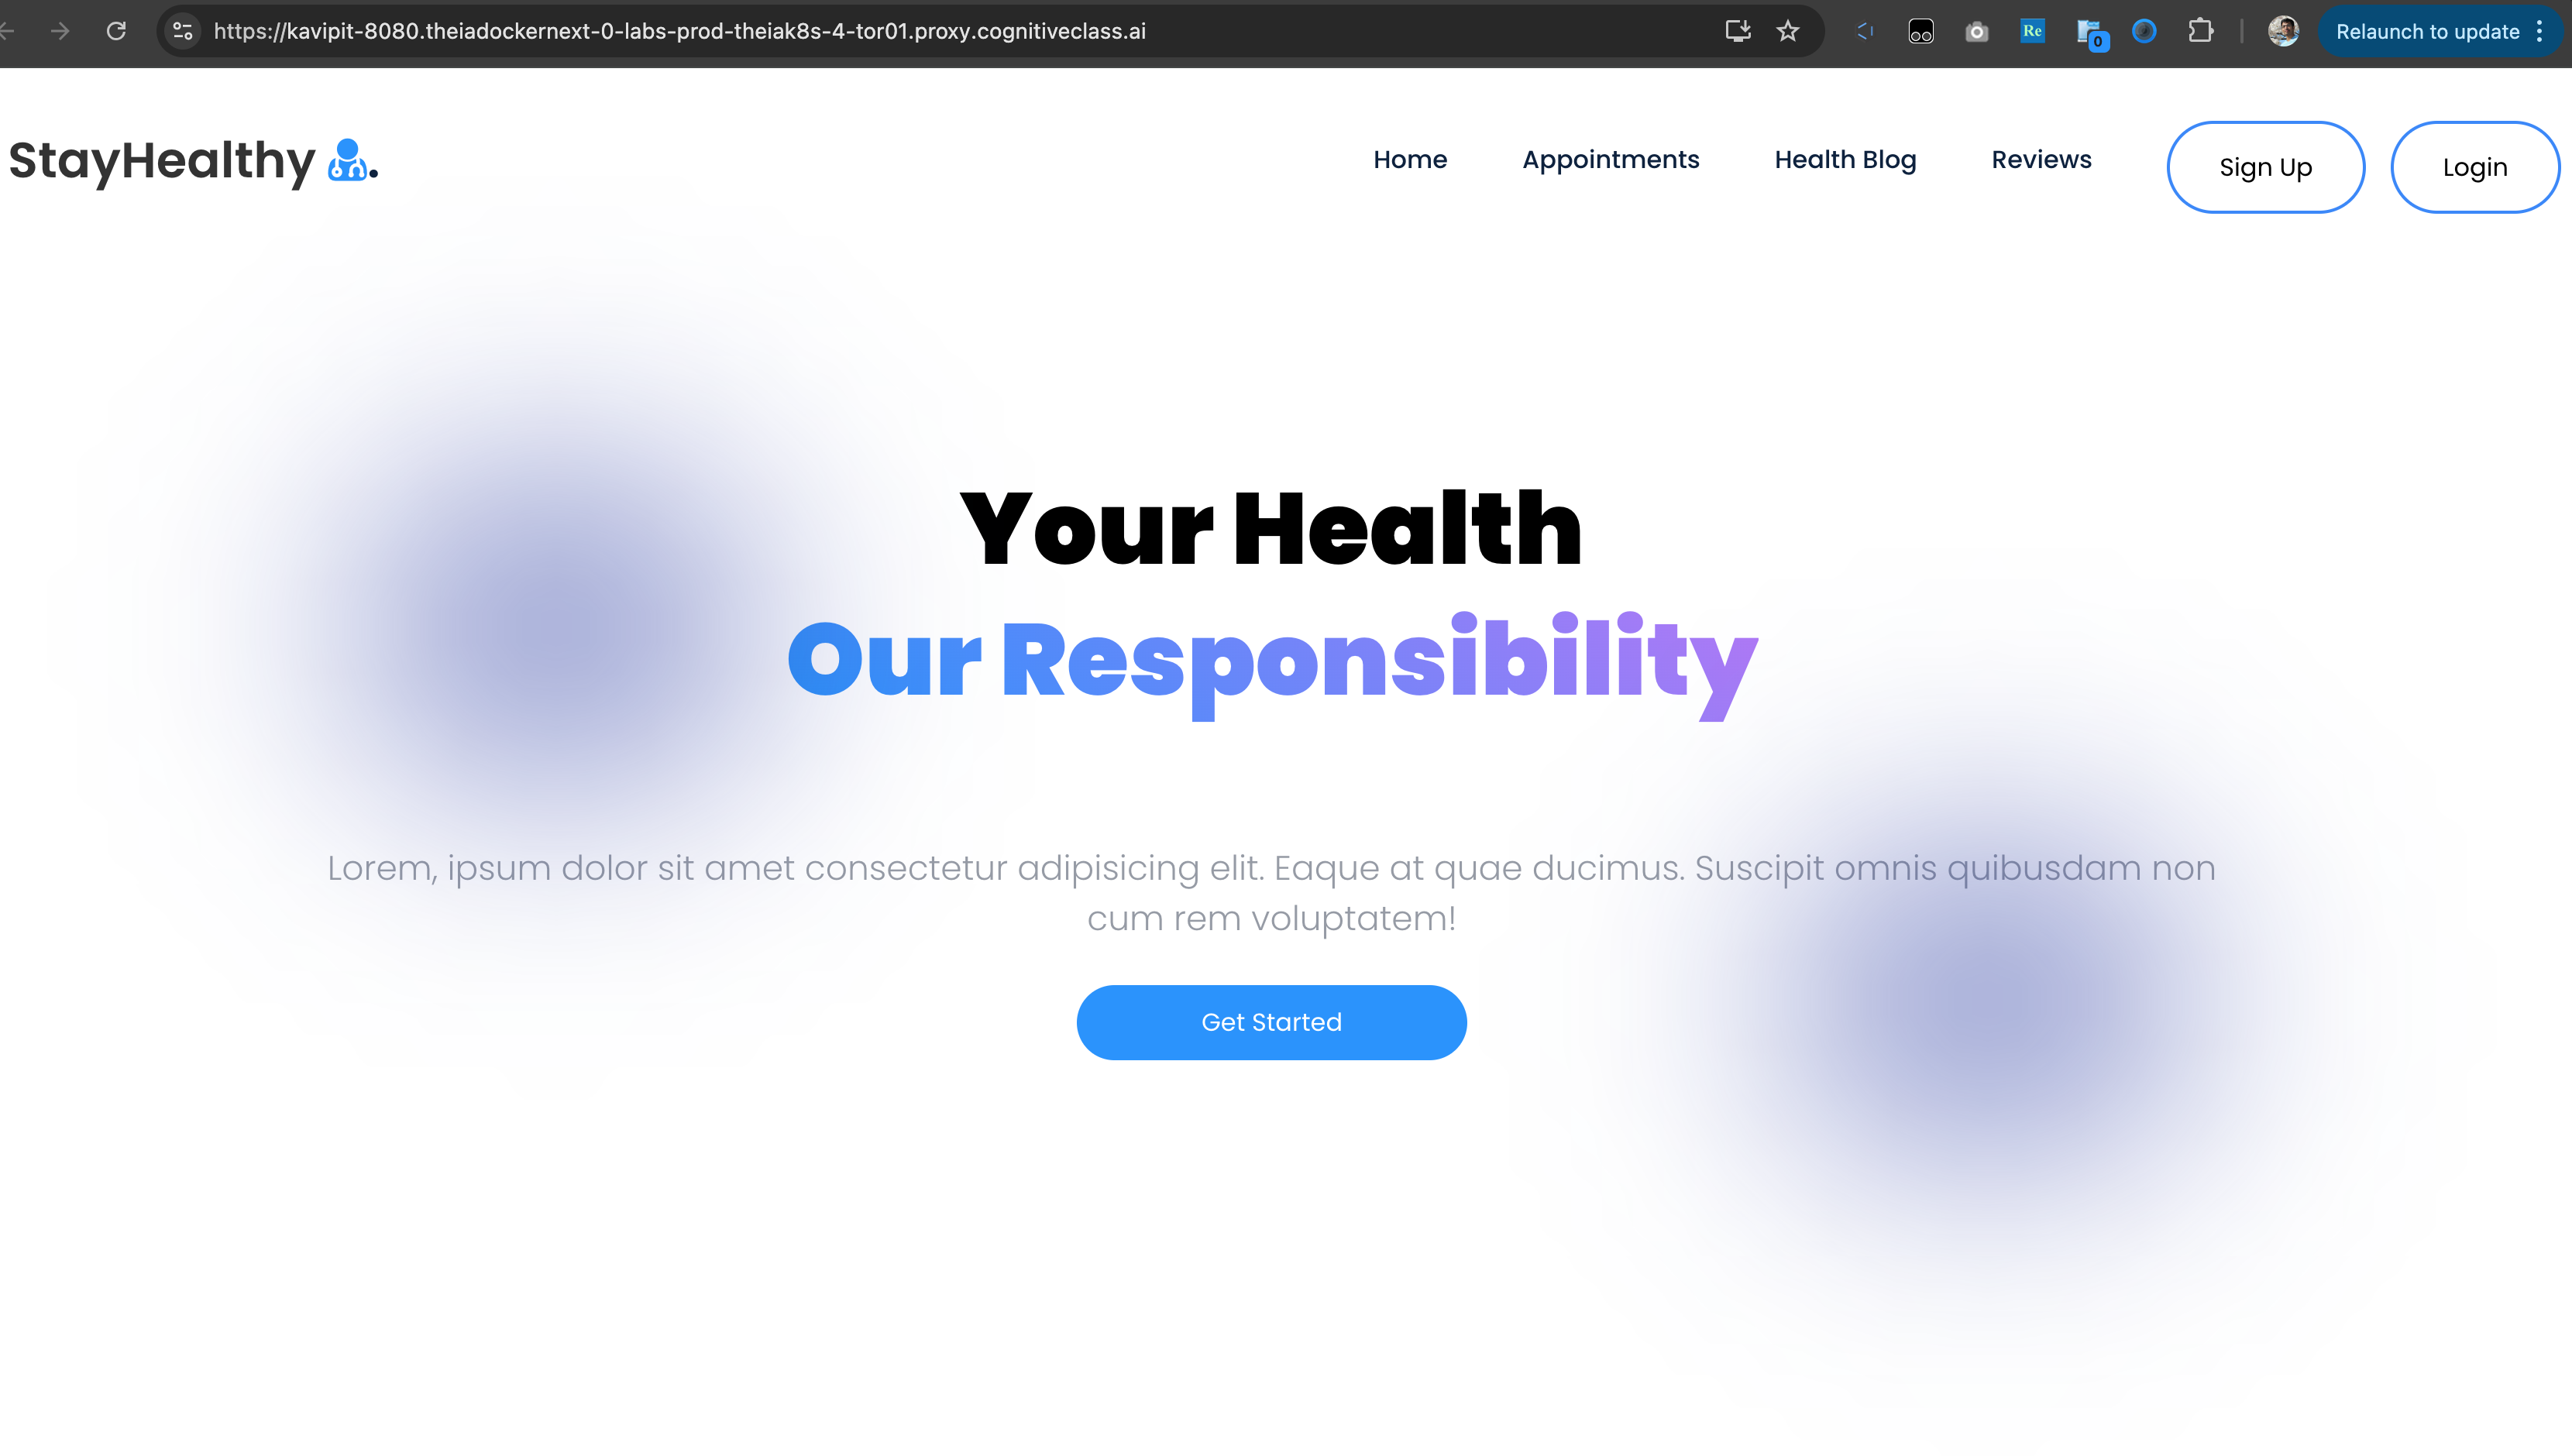 https://kavipit-8080.theiadockernext-0-labs-prod-theiak8s-4-tor01.proxy.cognitiveclass.ai
Re
0
Relaunch to update
StayHealthy .
Home
Appointments
Health Blog
Reviews
Sign Up
Login
Your Health
Our Responsibility
Lorem, ipsum dolor sit amet consectetur adipisicing elit. Eaque at quae ducimus. Suscipit omnis quibusdam non
cum rem voluptatem!
Get Started